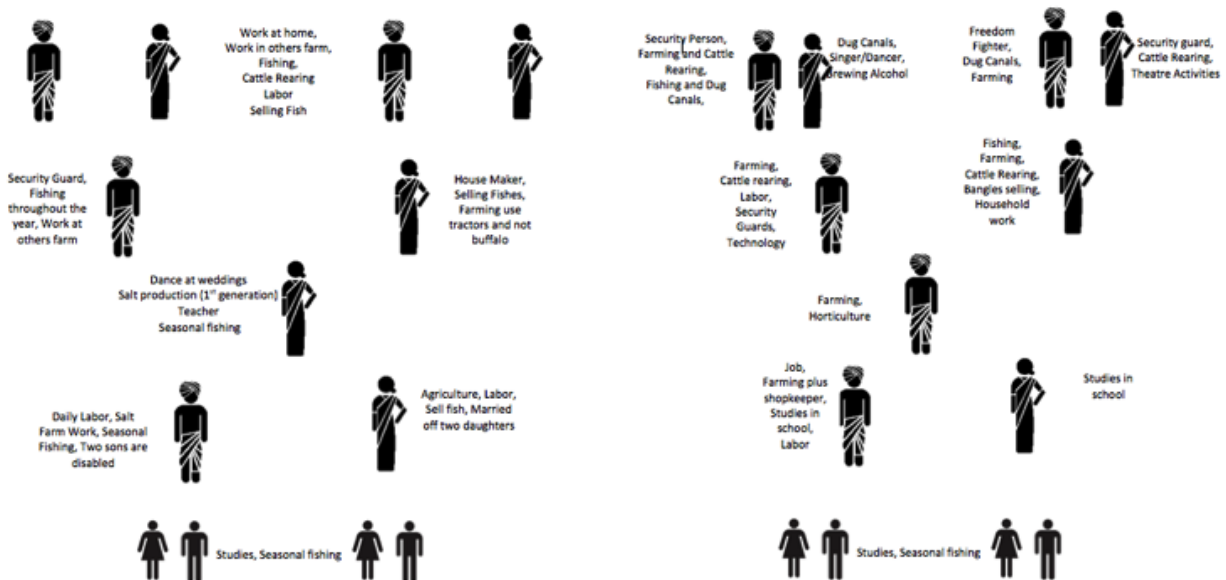 Work at home,
Work in others farm,
Fishing,
Cattle Rearing
Labor
Selling Fish
Security Guard,
Fishing
throughout the
year, Work at
others farm
House Maker,
Selling Fishes,
Farming use
tractors and not
buffalo
Dance at weddings
Salt production (1st generation)
Teacher
Seasonal fishing
Daily Labor, Salt
Farm Work, Seasonal
Fishing, Two sons are
disabled
Agriculture, Labor,
Sell fish, Married
off two daughters
Studies, Seasonal fishing
Security Person,
Farming and Cattle
Rearing,
Fishing and Dug
Canals,
Dug Canals,
Singer/Dancer,
Brewing Alcohol
Freedom
Fighter,
Dug Canals,
Farming
Security guard,
Cattle Rearing,
Theatre Activities
Farming,
Cattle rearing,
Labor,
Security
Guards,
Technology
Fishing,
Farming,
Cattle Rearing,
Bangles selling,
Household
work
Farming,
Horticulture
Job,
Farming plus
shopkeeper,
Studies in
school,
Labor
Studies in
school
Studies, Seasonal fishing